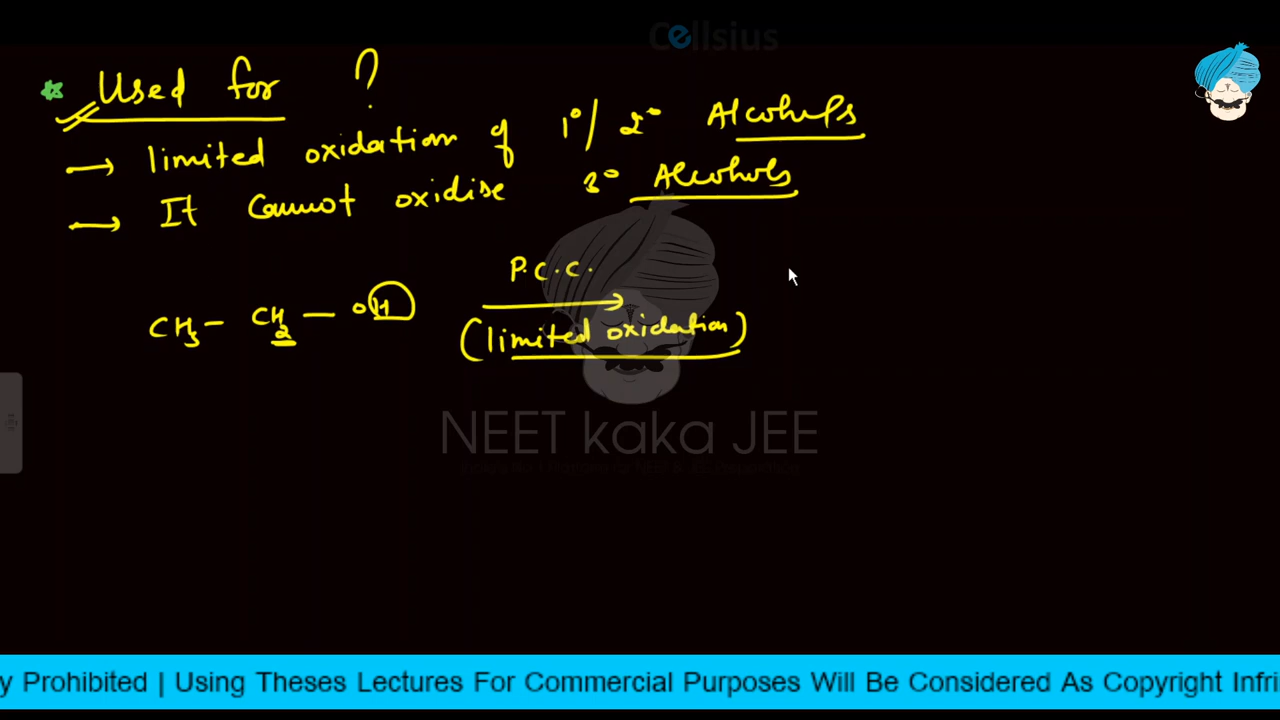 Cellsius
Used for ?
→ limited oxidation of 1°/2° Alcohols
→ It cannot oxidise 3° Alcohols
P.C.C.
CH3 – CH2 – OH
(limited oxidation)
NEET kaka JEE
y Prohibited | Using Theses Lectures For Commercial Purposes Will Be Considered As Copyright Infri